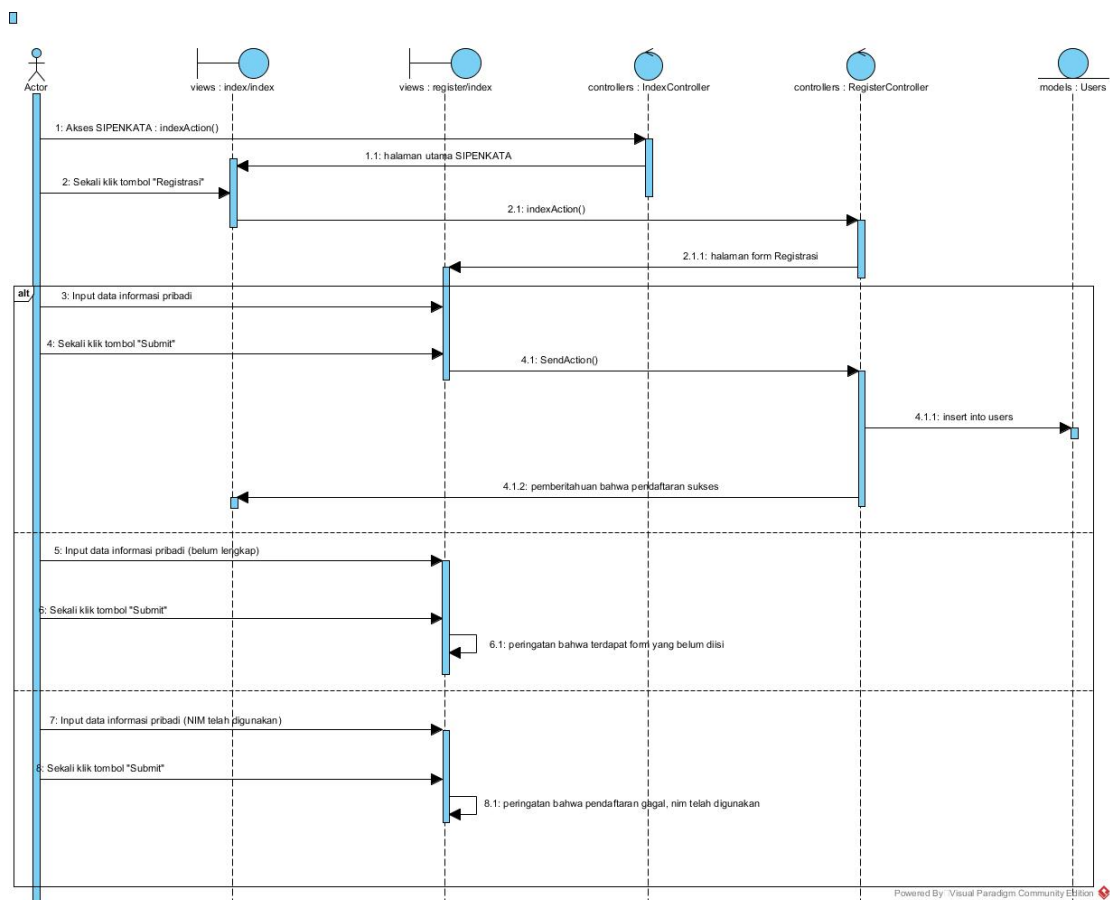 Actor
views : index/index
views : register/index
controllers : IndexController
controllers : RegisterController
models : Users
1: Akses SIPENKATA : indexAction()
1.1: halaman utama SIPENKATA
2: Sekali klik tombol "Registrasi"
2.1: indexAction()
2.1.1: halaman form Registrasi
alt
3: Input data informasi pribadi
4: Sekali klik tombol "Submit"
4.1: SendAction()
4.1.1: insert into users
4.1.2: pemberitahuan bahwa pendaftaran sukses
5: Input data informasi pribadi (belum lengkap)
6: Sekali klik tombol "Submit"
6.1: peringatan bahwa terdapat form yang belum diisi
7: Input data informasi pribadi (NIM telah digunakan)
8: Sekali klik tombol "Submit"
8.1: peringatan bahwa pendaftaran gagal, nim telah digunakan
Powered By Visual Paradigm Community Edition